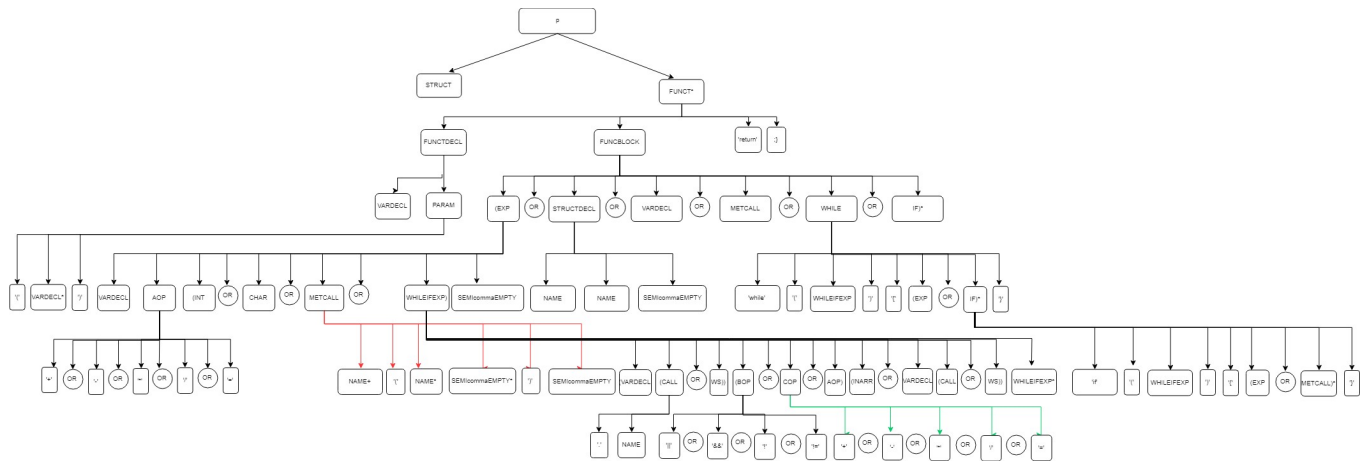 P
STRUCT
FUNCT*
FUNCTDECL
FUNCBLOCK
'return'
;}
VARDECL
PARAM
(EXP
OR
STRUCTDECL
OR
VARDECL
OR
METCALL
OR
WHILE
OR
IF)*
'('
VARDECL*
')'
VARDECL
AOP
(INT
OR
CHAR
OR
METCALL
OR
WHILEIFEXP)
SEMIcommaEMPTY
NAME
NAME
SEMIcommaEMPTY
'while'
'('
WHILEIFEXP
')'
(EXP
OR
IF)*
'}'
'+'
OR
'-'
OR
OR
'/'
OR
'='
NAME+
'('
NAME*
SEMIcommaEMPTY*
')'
SEMIcommaEMPTY
VARDECL
(CALL
OR
WS))
(BOP
OR
COP
OR
AOP)
(INARR
OR
VARDECL
(CALL
OR
WS))
WHILEIFEXP*
'if'
'('
WHILEIFEXP
')'
(EXP
OR
METCALL)*
'}'
'.'
NAME
'||'
OR
'&&'
OR
'!'
OR
'!='
'+'
OR
'-'
OR
OR
'/'
OR
'='